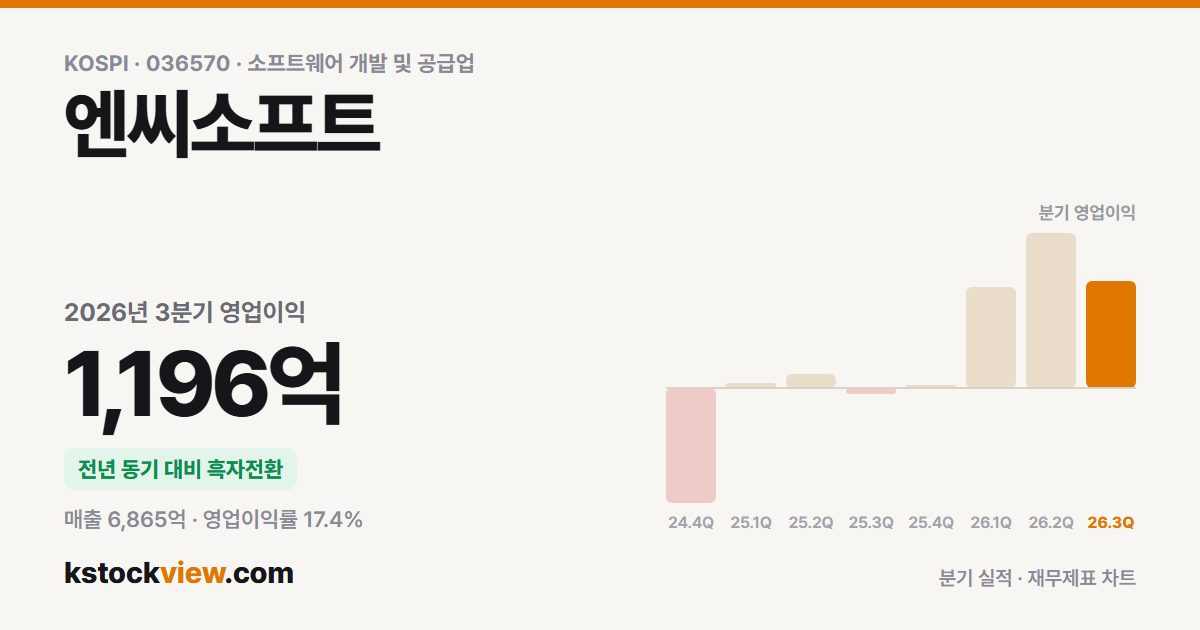 KOSPI · 036570 · 소프트웨어 개발 및 공급업
엔씨소프트
분기 영업이익
2026년 3분기 영업이익
1,196억
전년 동기 대비 흑자전환
매출 6,865억 · 영업이익률 17.4%
24.4Q 25.1Q 25.2Q 25.3Q 25.4Q 26.1Q 26.2Q 26.3Q
kstockview.com
분기 실적 · 재무제표 차트